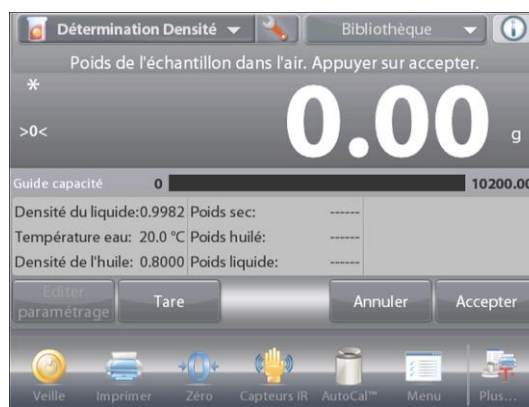 Détermination Densité Bibliothèque
Poids de l'échantillon dans l'air. Appuyer sur accepter.
*
>0< 0.00 g
Guide capacité 0 10200.00
Densité du liquide:0.9982 Poids sec: ------
Température eau: 20.0 °C Poids huilé: ------
Densité de l'huile: 0.8000 Poids liquide: ------
Editer paramétrage Tare Annuler Accepter
Veille Imprimer Zéro Capteurs IR AutoCal™ Menu Plus...